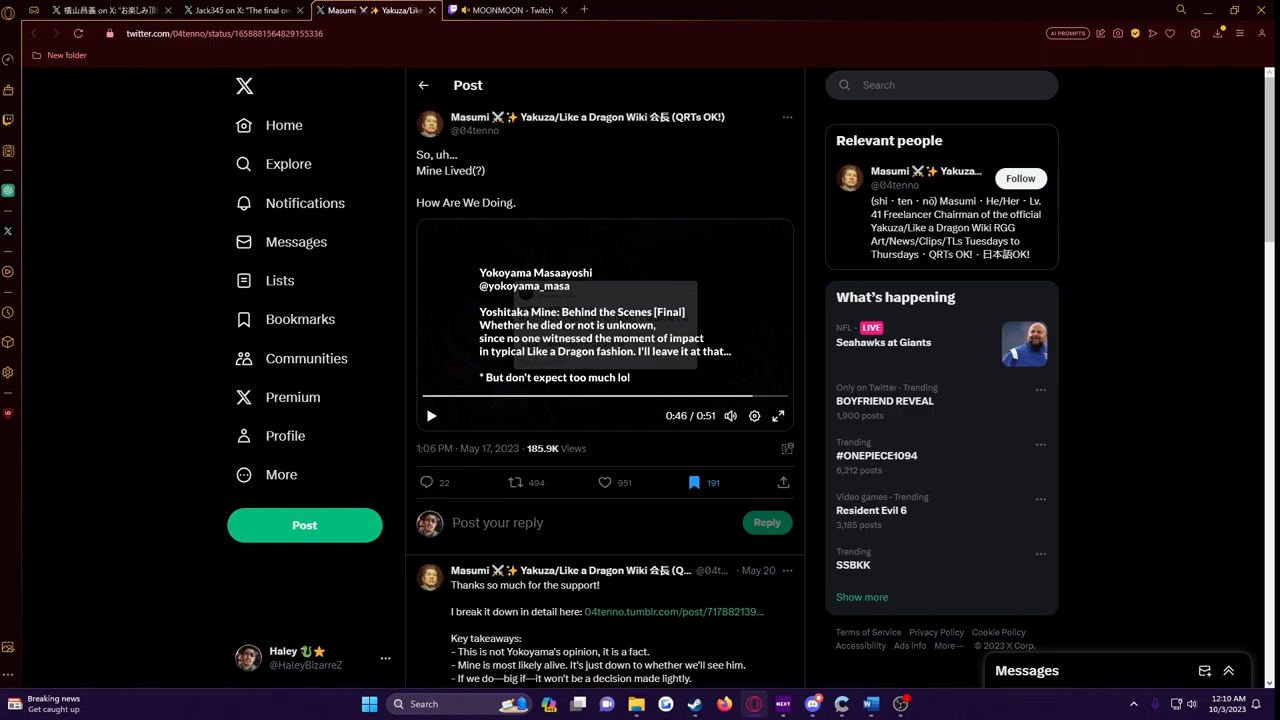 横山昌義 on X: "お楽しみ頂
Jack345 on X: "The final on
Masumi ⚔️✨ Yakuza/Like
MOONMOON - Twitch
twitter.com/04tenno/status/1658881564829155336
AI PROMPTS
New folder
Home
Explore
Notifications
Messages
Lists
Bookmarks
Communities
Premium
Profile
More
Post
Haley 🐉⭐
@HaleyBizarreZ
Post
Masumi ⚔️✨ Yakuza/Like a Dragon Wiki 会長 (QRTs OK!)
@04tenno
So, uh...
Mine Lived(?)
How Are We Doing.
Yokoyama Masaayoshi
@yokoyama_masa
Yoshitaka Mine: Behind the Scenes [Final]
Whether he died or not is unknown,
since no one witnessed the moment of impact
in typical Like a Dragon fashion. I'll leave it at that...
* But don't expect too much lol
0:46 / 0:51
1:06 PM · May 17, 2023 · 185.9K Views
22 494 951 191
Post your reply
Reply
Masumi ⚔️✨ Yakuza/Like a Dragon Wiki 会長 (Q... @04t... · May 20
Thanks so much for the support!
I break it down in detail here: 04tenno.tumblr.com/post/717882139...
Key takeaways:
- This is not Yokoyama's opinion, it is a fact.
- Mine is most likely alive. It's just down to whether we'll see him.
- If we do—big if—it won't be a decision made lightly.
Search
Relevant people
Masumi ⚔️✨ Yakuza...
@04tenno
Follow
(shi · ten · nō) Masumi · He/Her · Lv.
41 Freelancer Chairman of the official
Yakuza/Like a Dragon Wiki RGG
Art/News/Clips/TLs Tuesdays to
Thursdays · QRTs OK! · 日本語OK!
What's happening
NFL · LIVE
Seahawks at Giants
Only on Twitter · Trending
BOYFRIEND REVEAL
1,900 posts
Trending
#ONEPIECE1094
6,212 posts
Video games · Trending
Resident Evil 6
3,185 posts
Trending
SSBKK
Show more
Terms of Service Privacy Policy Cookie Policy
Accessibility Ads info More ··· © 2023 X Corp.
Messages
Breaking news
Get caught up
Search
12:10 AM
10/3/2023